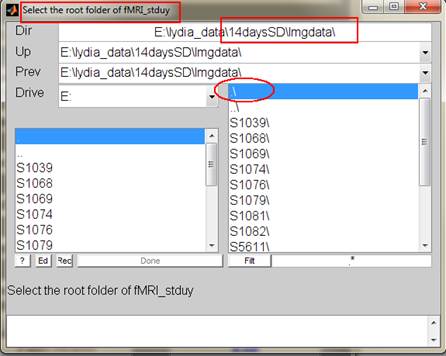 Select the root folder of fMRI_stduy
Dir E:\lydia_data\14daysSD\Imgdata\
Up E:\lydia_data\14daysSD\Imgdata\
Prev E:\lydia_data\14daysSD\Imgdata\
Drive E:
.\
..\
S1039\
S1068\
S1069\
S1074\
S1076\
S1079\
S1081\
S1082\
S5611\
.
..
S1039
S1068
S1069
S1074
S1076
S1079
? Ed Rec Done Filt .*
Select the root folder of fMRI_stduy